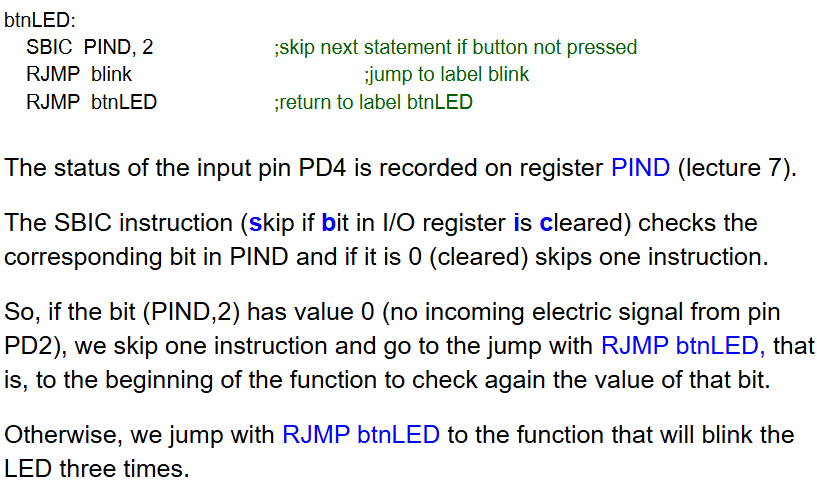 btnLED:
SBIC PIND, 2 ;skip next statement if button not pressed
RJMP blink ;jump to label blink
RJMP btnLED ;return to label btnLED
The status of the input pin PD4 is recorded on register PIND (lecture 7).
The SBIC instruction (skip if bit in I/O register is cleared) checks the
corresponding bit in PIND and if it is 0 (cleared) skips one instruction.
So, if the bit (PIND,2) has value 0 (no incoming electric signal from pin
PD2), we skip one instruction and go to the jump with RJMP btnLED, that
is, to the beginning of the function to check again the value of that bit.
Otherwise, we jump with RJMP btnLED to the function that will blink the
LED three times.